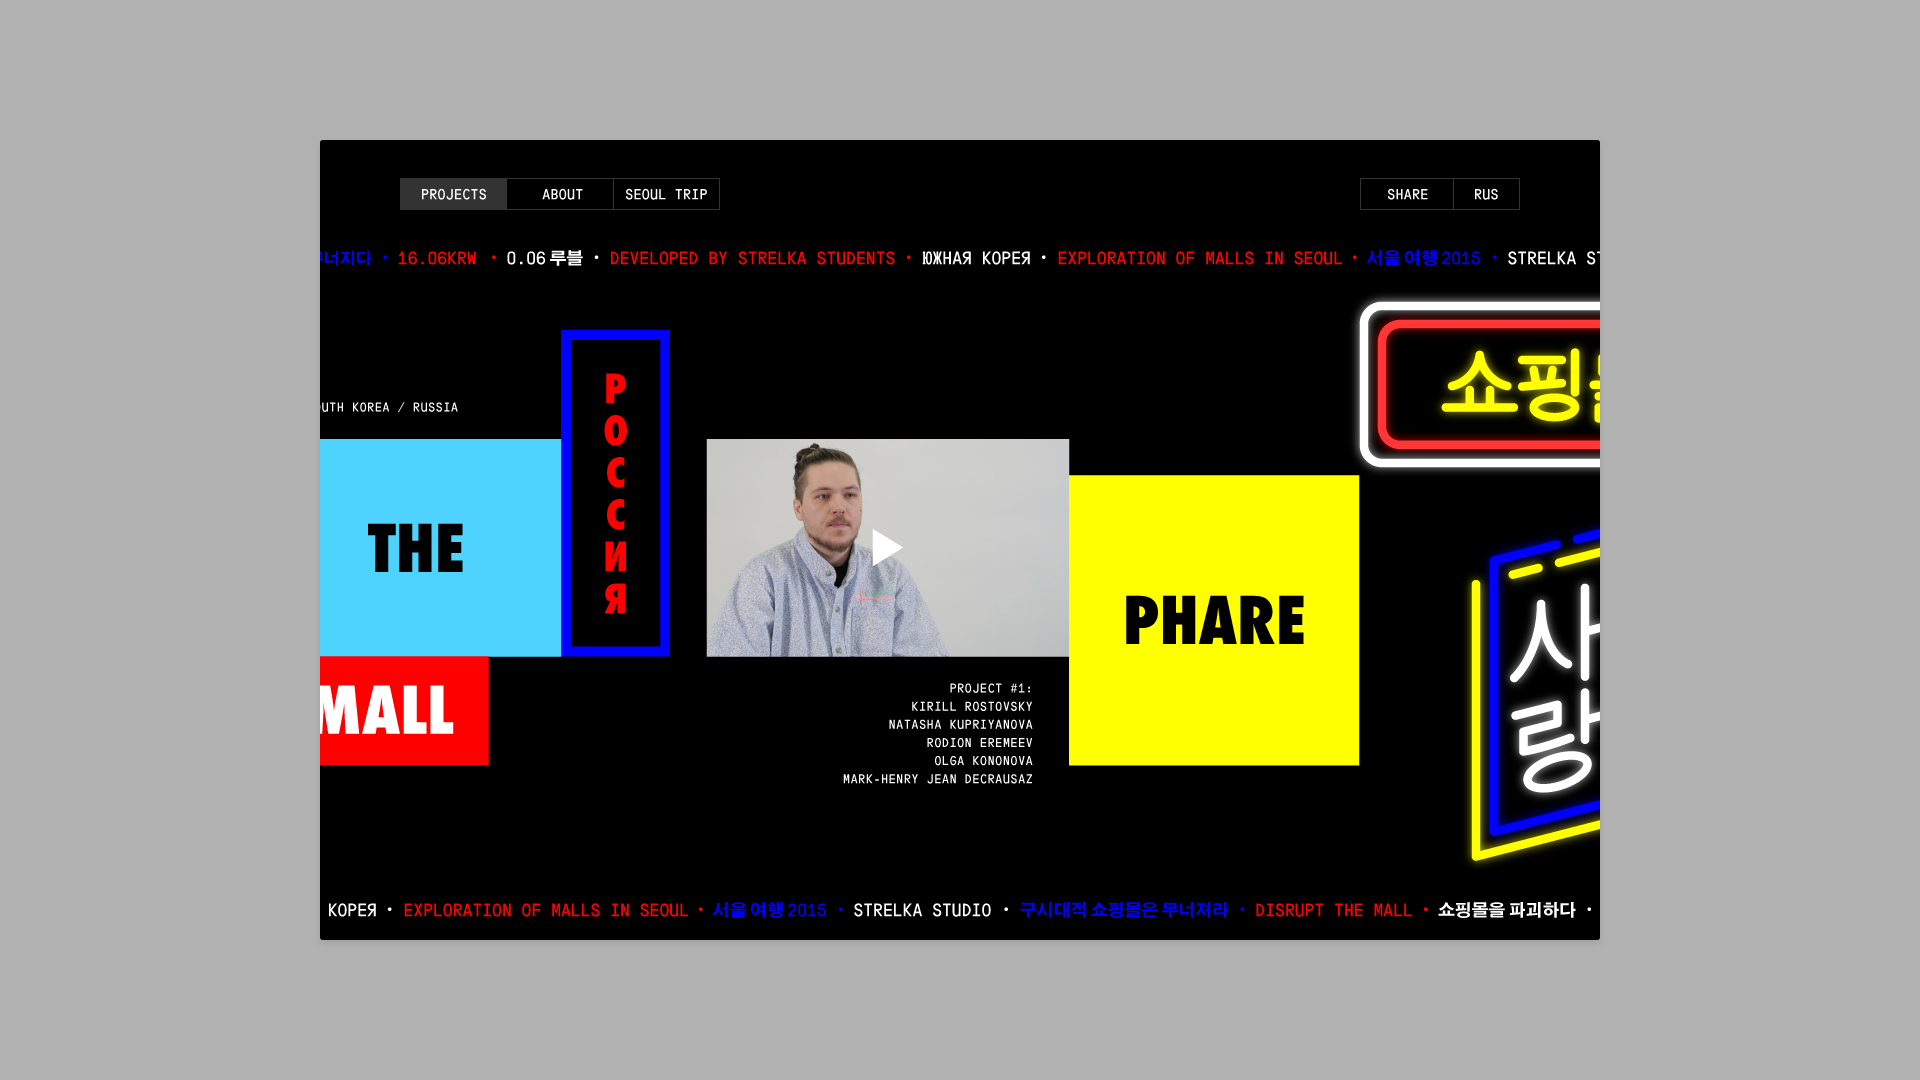 PROJECTS ABOUT SEOUL TRIP SHARE RUS
너지다 • 16.06KRW • 0.06 루블 • DEVELOPED BY STRELKA STUDENTS • ЮЖНАЯ КОРЕЯ • EXPLORATION OF MALLS IN SEOUL • 서울 여행 2015 • STRELKA ST
UTH KOREA / RUSSIA
THE
MALL
РОССИЯ
PROJECT #1:
KIRILL ROSTOVSKY
NATASHA KUPRIYANOVA
RODION EREMEEV
OLGA KONONOVA
MARK-HENRY JEAN DECRAUSAZ
PHARE
쇼핑
사
랑
КОРЕЯ • EXPLORATION OF MALLS IN SEOUL • 서울 여행 2015 • STRELKA STUDIO • 구시대적 쇼핑몰은 무너져라 • DISRUPT THE MALL • 쇼핑몰을 파괴하다 •